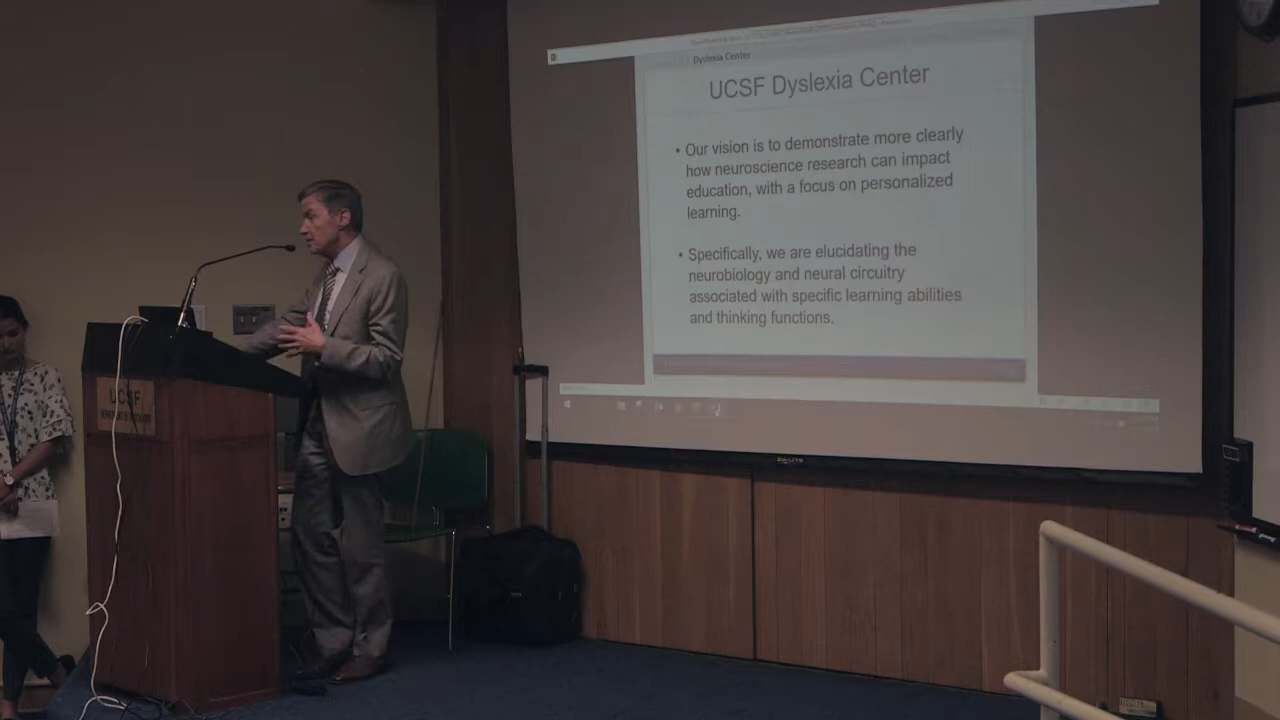 Dyslexia Center
UCSF Dyslexia Center
• Our vision is to demonstrate more clearly
how neuroscience research can impact
education, with a focus on personalized
learning.
• Specifically, we are elucidating the
neurobiology and neural circuitry
associated with specific learning abilities
and thinking functions.
UCSF